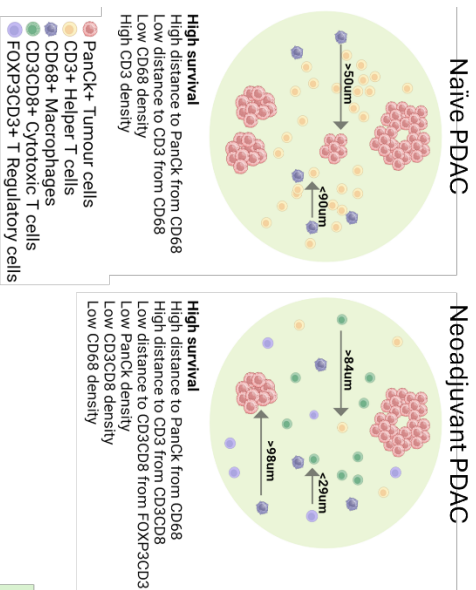 Naïve PDAC
>50um
<90um
High survival
High distance to PanCk from CD68
Low distance to CD3 from CD68
Low CD68 density
High CD3 density
PanCk+ Tumour cells
CD3+ Helper T cells
CD68+ Macrophages
CD3CD8+ Cytotoxic T cells
FOXP3CD3+ T Regulatory cells
Neoadjuvant PDAC
>84um
<29um
>98um
High survival
High distance to PanCk from CD68
High distance to CD3 from CD3CD8
Low distance to CD3CD8 from FOXP3CD3
Low PanCk density
Low CD3CD8 density
Low CD68 density